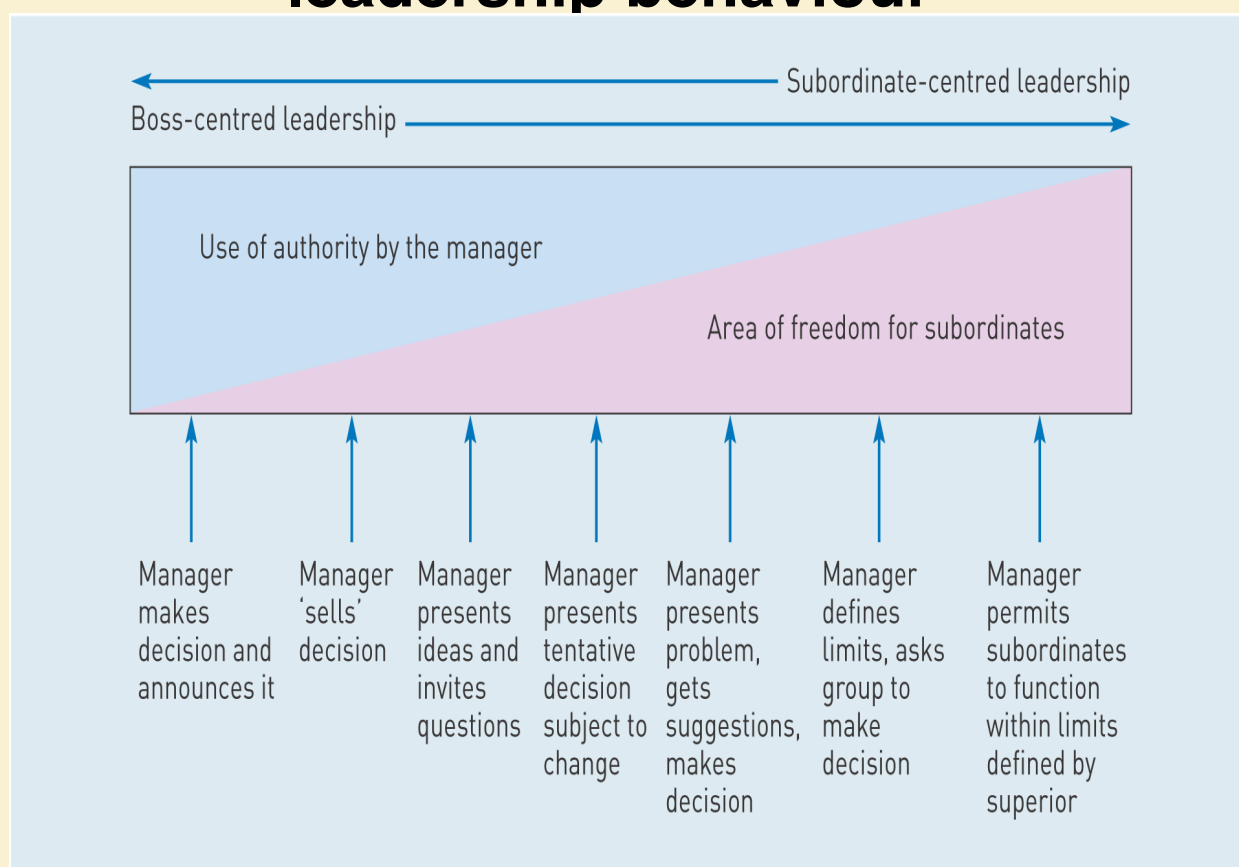 leadership behaviour
Subordinate-centred leadership
Boss-centred leadership
Use of authority by the manager
Area of freedom for subordinates
Manager
makes
decision and
announces it
Manager
‘sells’
decision
Manager
presents
ideas and
invites
questions
Manager
presents
tentative
decision
subject to
change
Manager
presents
problem,
gets
suggestions,
makes
decision
Manager
defines
limits, asks
group to
make
decision
Manager
permits
subordinates
to function
within limits
defined by
superior